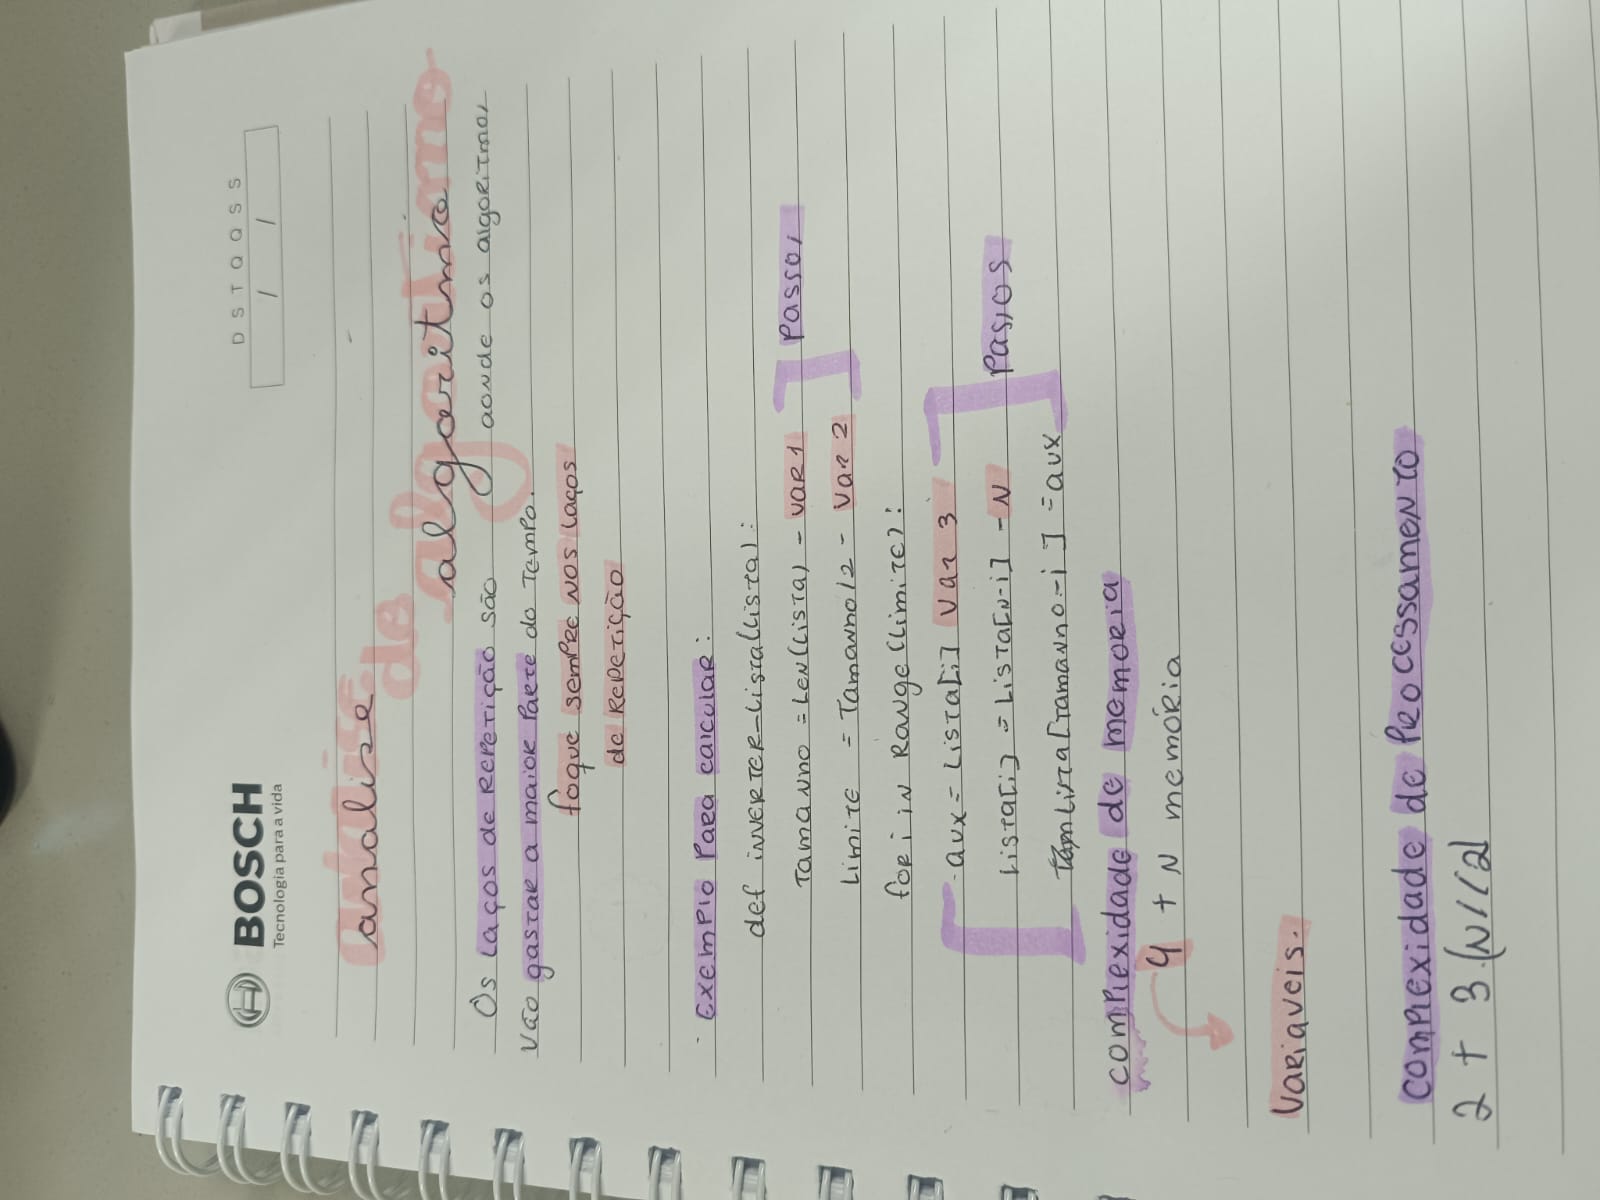 BOSCH
Tecnologia para a vida
D S T Q Q S S
/ /
analise
de
algoritmo
Os Laços de Repetição são aonde os algoritmos
vão gastar a maior parte do tempo.
foque sempre nos laços
de repetição
exemplo para calcular:
def inverter-lista(lista):
tamanho = len(lista) - var 1
Passos
Limite = tamanho/2 - var 2
for i in range(limite):
aux = lista[i] var 3
lista[i] = lista[N-i] - N
Passos
lista[tamanho-i] = aux
complexidade de memoria
4 + N memória
variaveis.
complexidade de processamento
2 + 3.(N/(2)